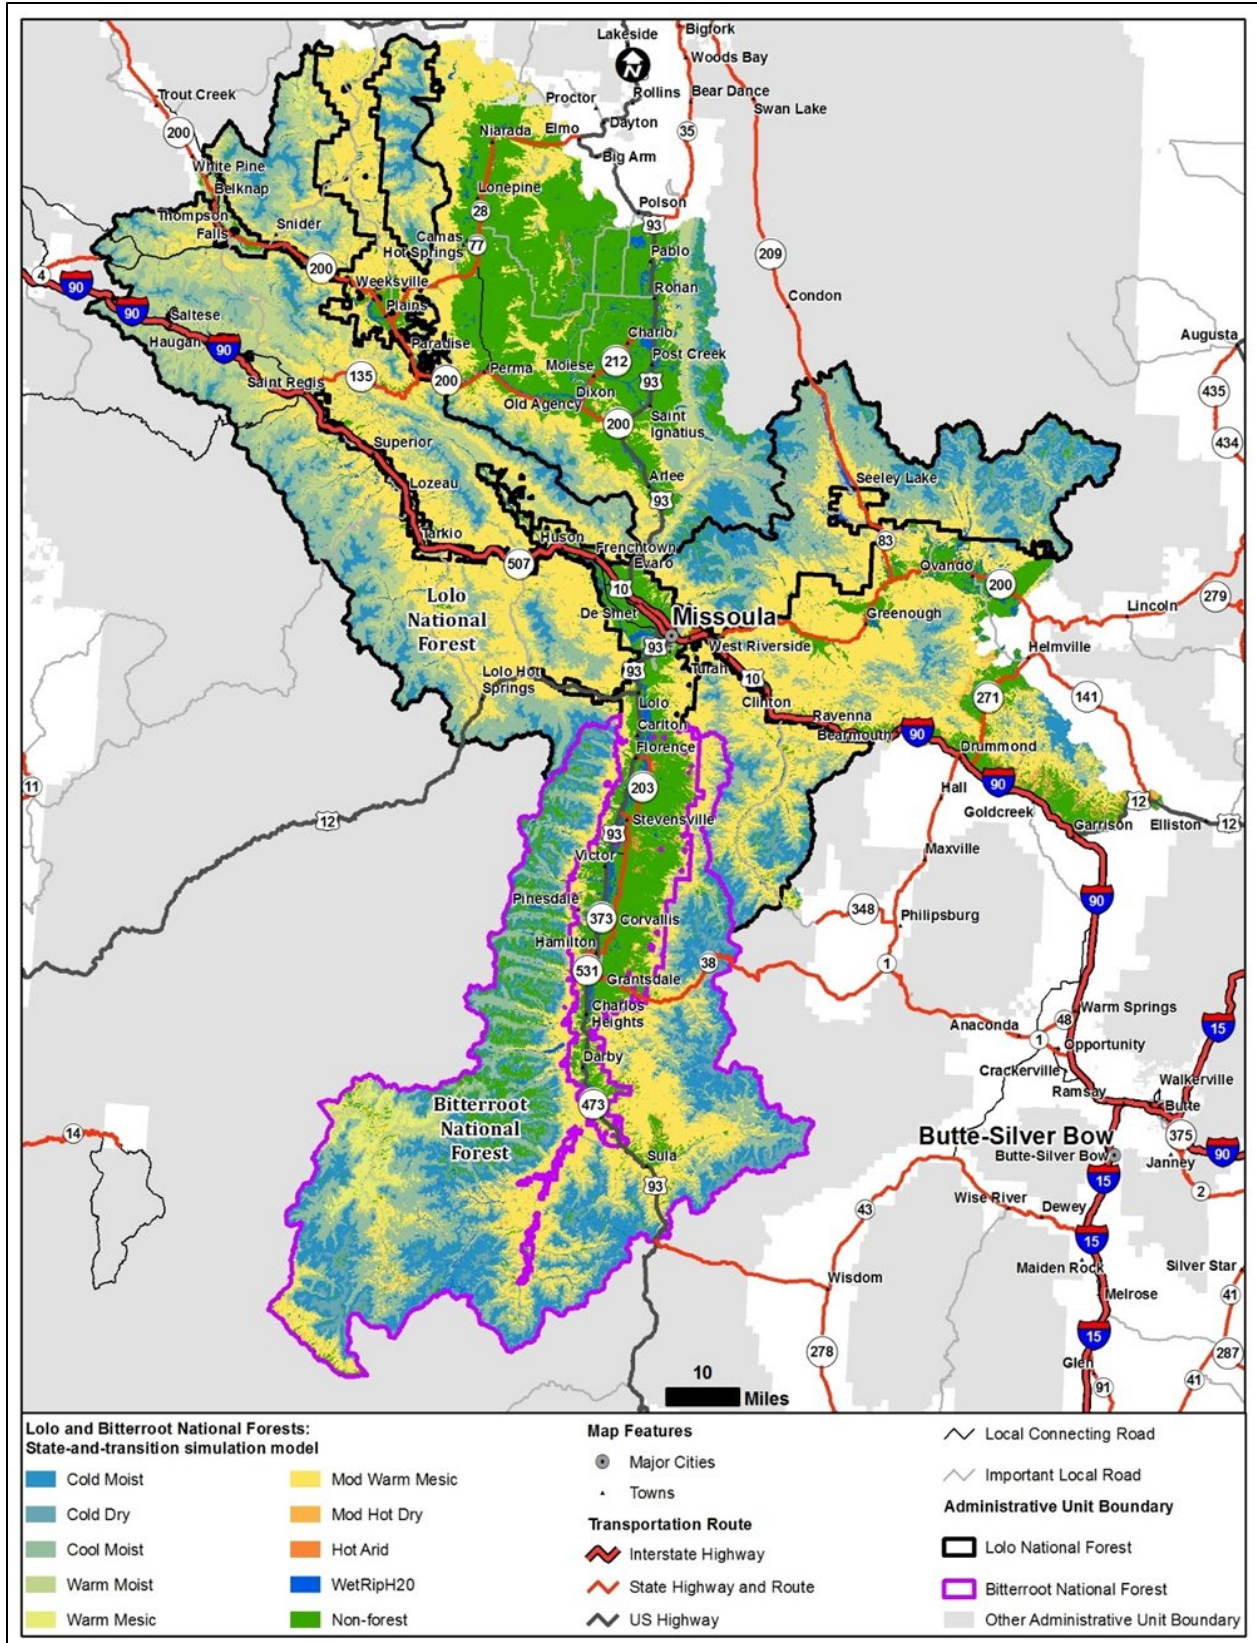 Lakeside
Bigfork
Woods Bay
N
Trout Creek
Proctor
Rollins
Bear Dance
Swan Lake
200
Niarada
Elmo
Dayton
35
White Pine
Big Arm
Belknap
Lonepine
Polson
Thompson
Falls
Snider
28
93
Camas
Hot Springs
77
Pablo
209
4
90
200
Weeksville
Ronan
Condon
90
Saltese
Plains
Charlo
Augusta
Haugan
90
Paradise
Moiese
212
Post Creek
Saint Regis
135
200
Perma
Dixon
93
435
Old Agency
Saint
Ignatius
200
434
Superior
Arlee
Seeley Lake
Lozeau
93
Tarkio
Huson
Frenchtown
83
507
Evaro
Ovando
200
Lolo
National
Forest
10
De Smet
Missoula
Greenough
Lincoln
279
93
West Riverside
Helmville
Lolo Hot
Springs
93
Turah
10
Lolo
Clinton
271
141
Carlton
Ravenna
Florence
Bearmouth
90
Drummond
11
203
Hall
90
12
12
Stevensville
Goldcreek
Garrison
Elliston
12
93
Victor
Maxville
Pinesdale
373
Corvallis
348
Philipsburg
90
Hamilton
531
Grantsdale
38
1
Charlos
Heights
Warm Springs
15
Anaconda
48
1
Opportunity
Darby
Crackerville
Walkerville
Bitterroot
National
Forest
473
Ramsay
Butte
14
Butte-Silver Bow
375
Sula
Butte-Silver Bow
Janney
90
93
15
2
43
Wise River
Dewey
15
Wisdom
Maiden Rock
Silver Star
Melrose
41
15
278
Glen
287
10
Miles
91
41
Lolo and Bitterroot National Forests:
State-and-transition simulation model
Cold Moist
Cold Dry
Cool Moist
Warm Moist
Warm Mesic
Mod Warm Mesic
Mod Hot Dry
Hot Arid
WetRipH20
Non-forest
Map Features
Major Cities
Towns
Transportation Route
Interstate Highway
State Highway and Route
US Highway
Local Connecting Road
Important Local Road
Administrative Unit Boundary
Lolo National Forest
Bitterroot National Forest
Other Administrative Unit Boundary